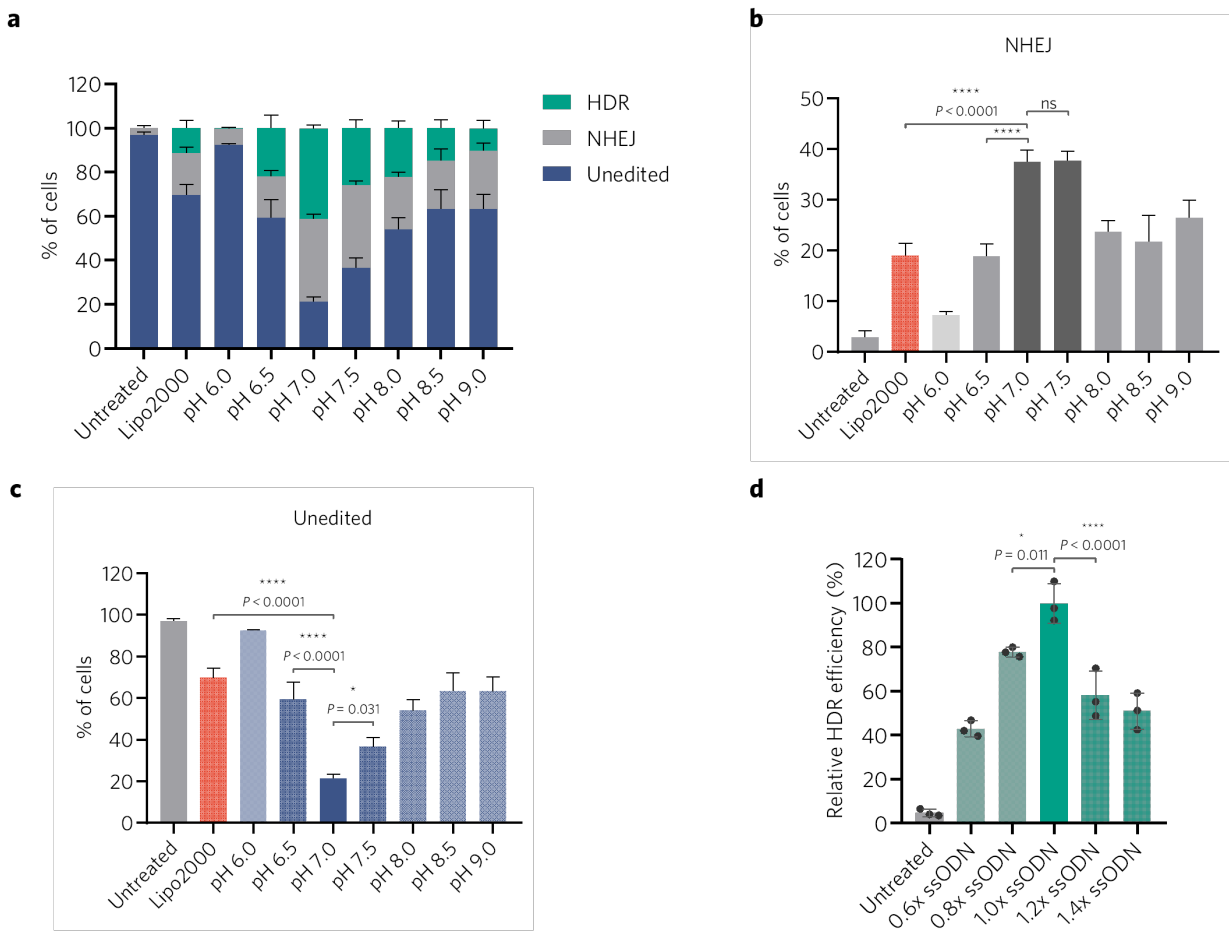 a
120
100
80
60
40
20
0
% of cells
HDR
NHEJ
Unedited
Untreated
Lipo2000
pH 6.0
pH 6.5
pH 7.0
pH 7.5
pH 8.0
pH 8.5
pH 9.0
b
NHEJ
****
P < 0.0001
ns
****
50
40
30
20
10
0
% of cells
Untreated
Lipo2000
pH 6.0
pH 6.5
pH 7.0
pH 7.5
pH 8.0
pH 8.5
pH 9.0
c
Unedited
****
P < 0.0001
****
P < 0.0001
*
P = 0.031
120
100
80
60
40
20
0
% of cells
Untreated
Lipo2000
pH 6.0
pH 6.5
pH 7.0
pH 7.5
pH 8.0
pH 8.5
pH 9.0
d
*
P = 0.011
****
P < 0.0001
120
100
80
60
40
20
0
Relative HDR efficiency (%)
Untreated
0.6x ssODN
0.8x ssODN
1.0x ssODN
1.2x ssODN
1.4x ssODN